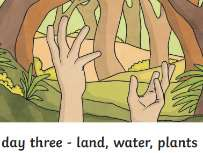 day three - land, water, plants